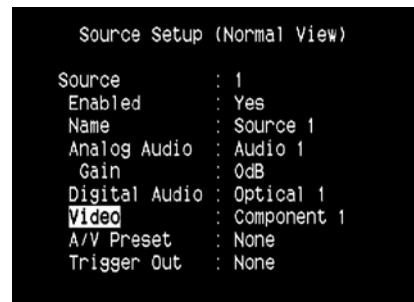 Source Setup (Normal View)
Source : 1
Enabled : Yes
Name : Source 1
Analog Audio : Audio 1
Gain : 0dB
Digital Audio : Optical 1
Video : Component 1
A/V Preset : None
Trigger Out : None